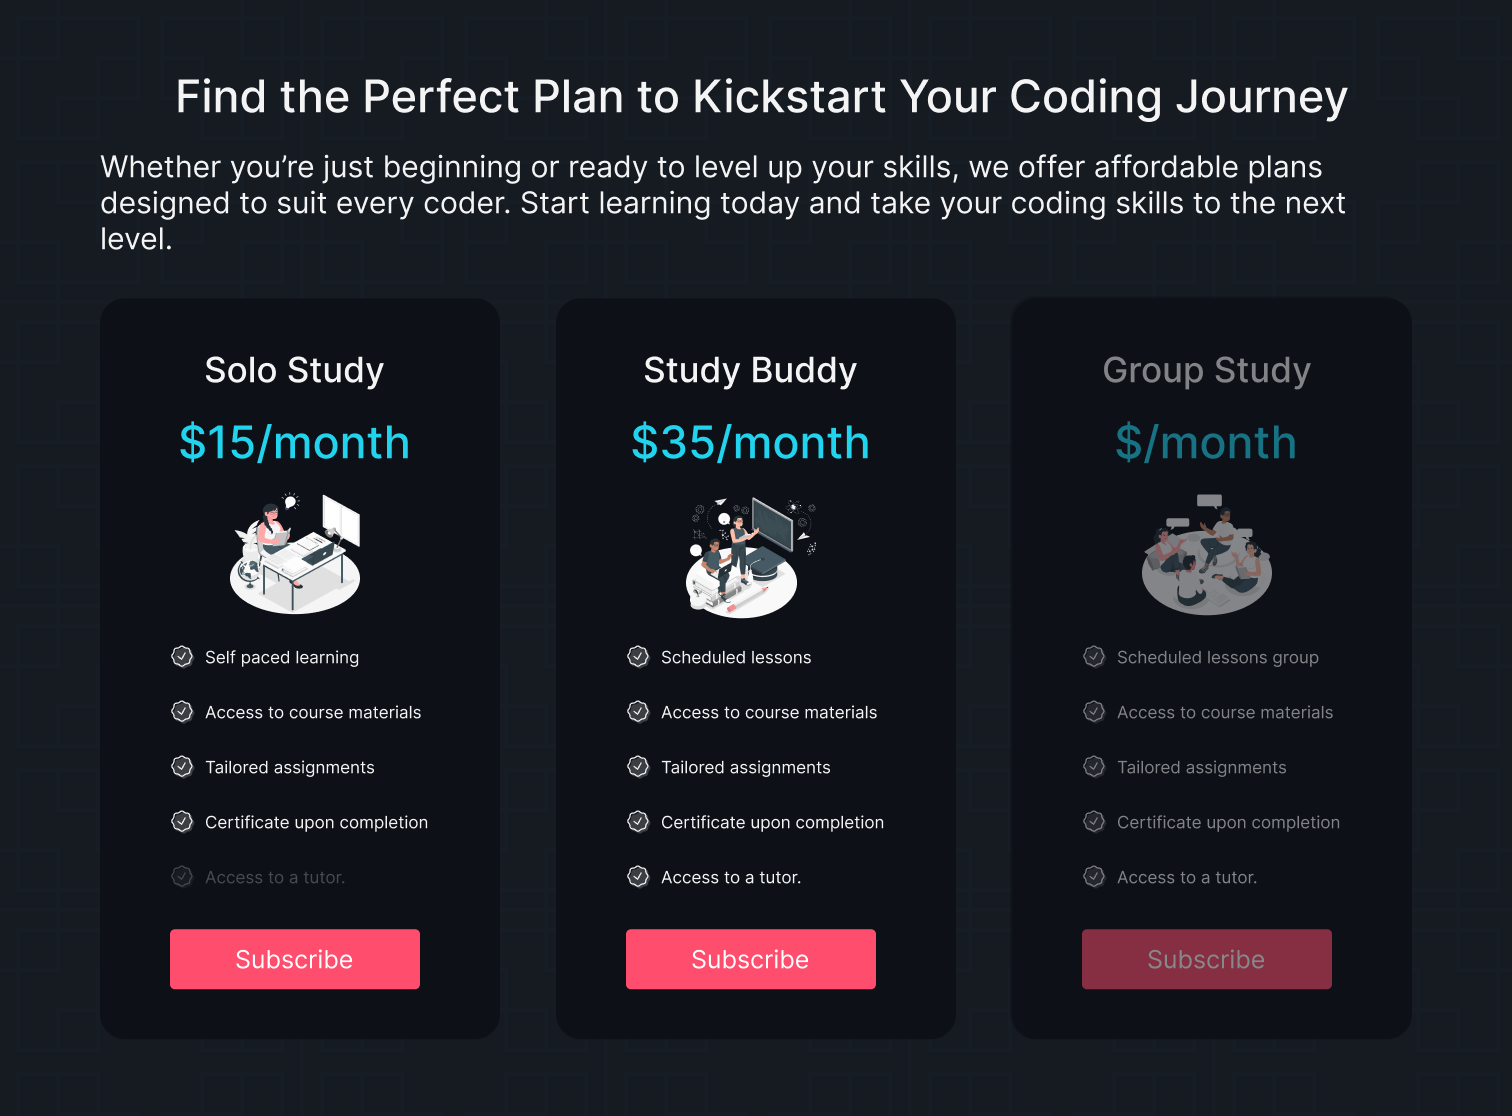 Find the Perfect Plan to Kickstart Your Coding Journey
Whether you’re just beginning or ready to level up your skills, we offer affordable plans
designed to suit every coder. Start learning today and take your coding skills to the next
level.
Solo Study
$15/month
Self paced learning
Access to course materials
Tailored assignments
Certificate upon completion
Access to a tutor.
Subscribe
Study Buddy
$35/month
Scheduled lessons
Access to course materials
Tailored assignments
Certificate upon completion
Access to a tutor.
Subscribe
Group Study
$/month
Scheduled lessons group
Access to course materials
Tailored assignments
Certificate upon completion
Access to a tutor.
Subscribe